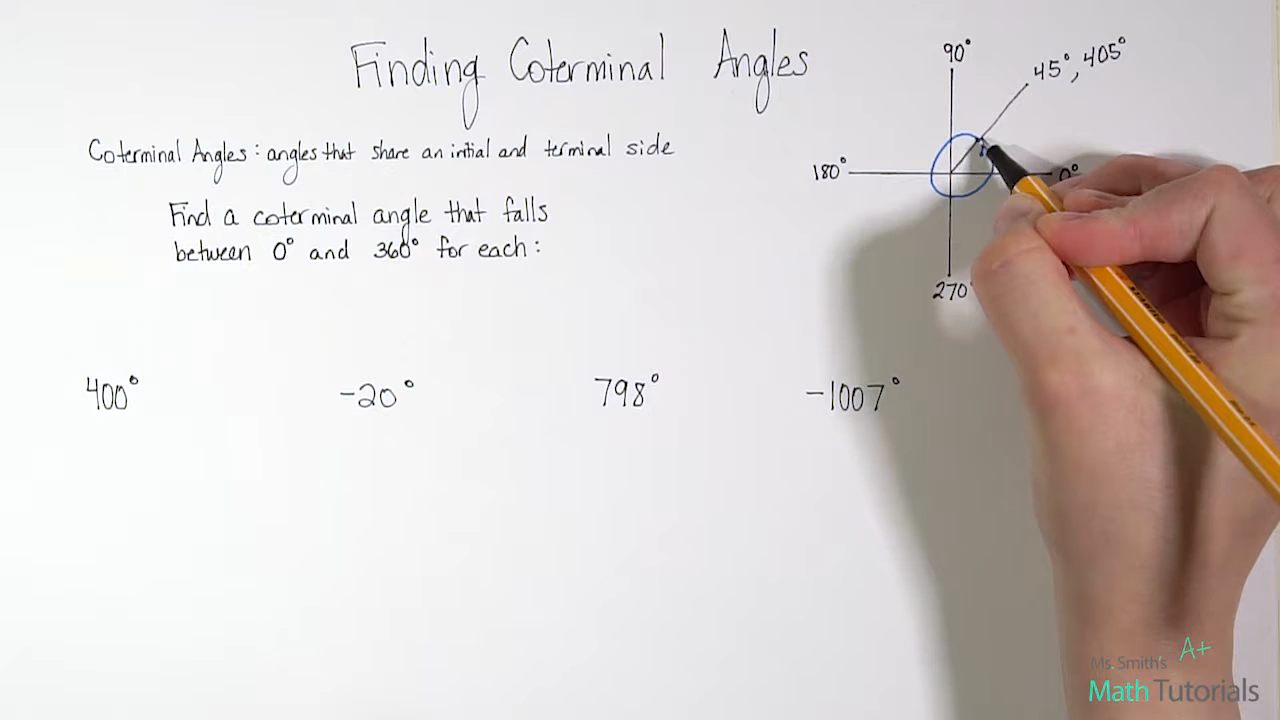 Finding Coterminal Angles
Coterminal Angles: angles that share an initial and terminal side
Find a coterminal angle that falls
between 0° and 360° for each:
90°
45°, 405°
180°
0°
270°
400°
-20°
798°
-1007°
Ms. Smith's A+
Math Tutorials